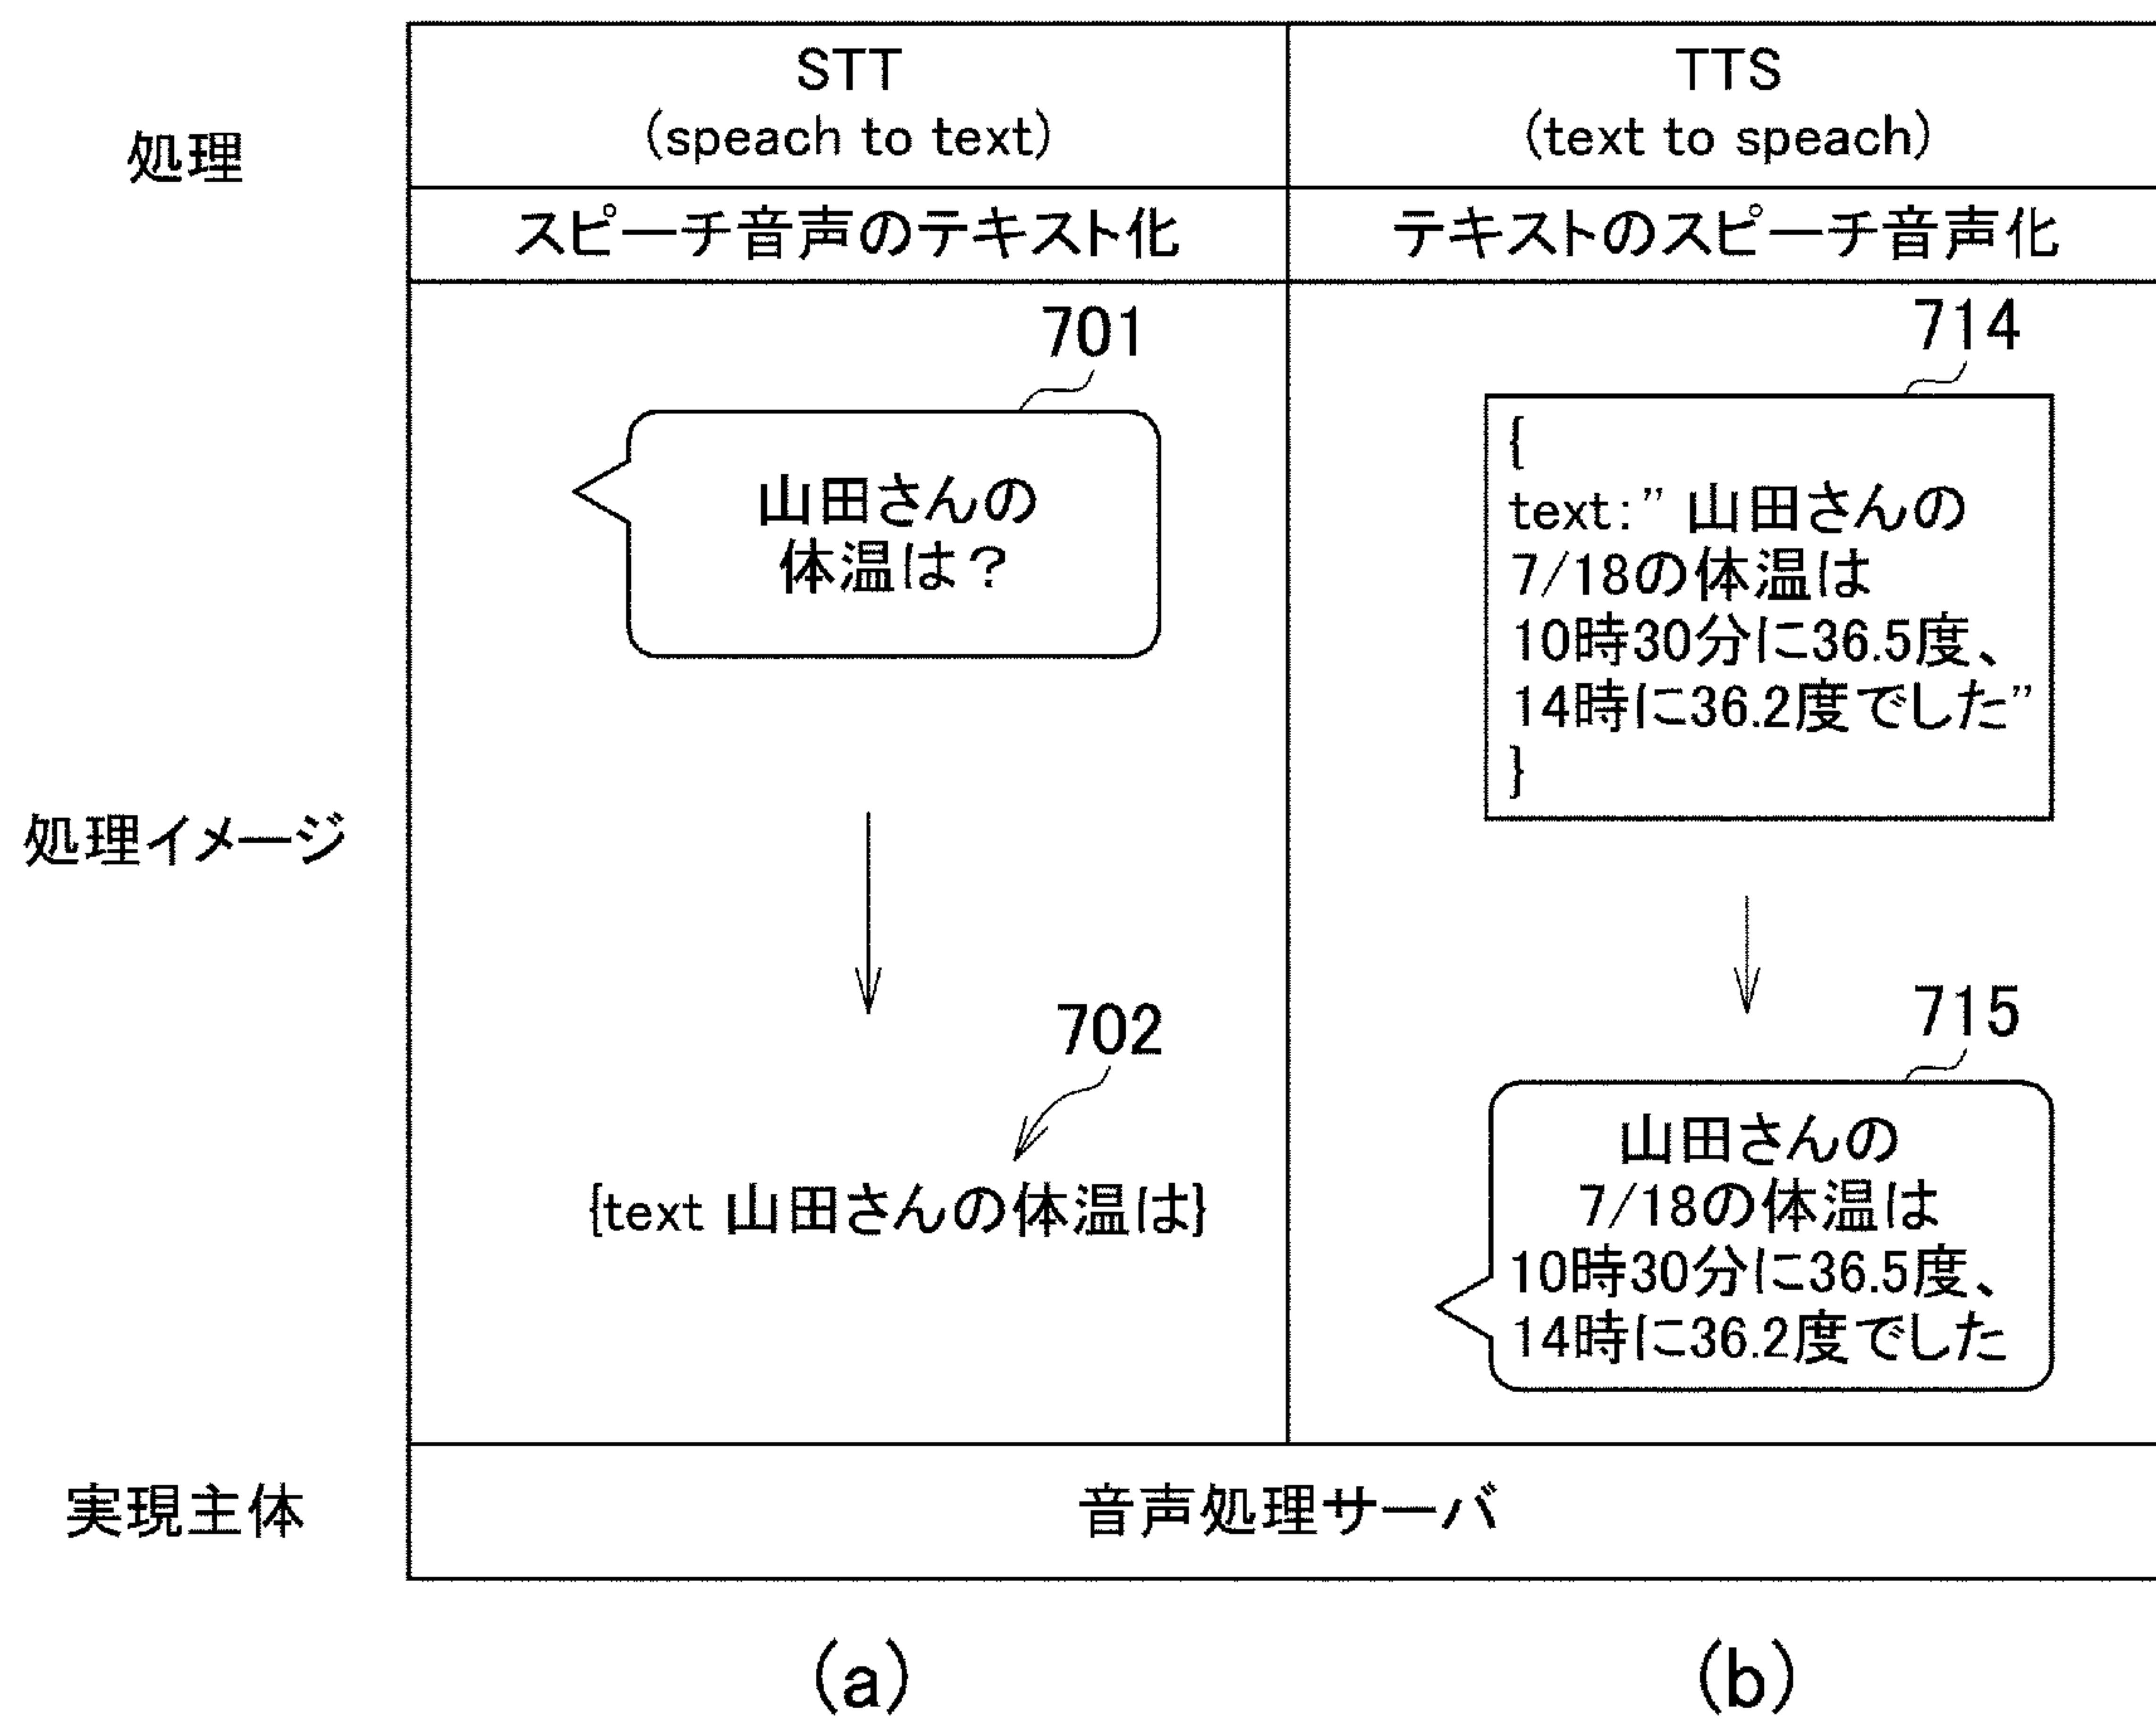 処理
STT
(speach to text)
TTS
(text to speach)
スピーチ音声のテキスト化
テキストのスピーチ音声化
処理イメージ
701
山田さんの
体温は？
702
{text 山田さんの体温は}
714
{
text:” 山田さんの
7/18の体温は
10時30分に36.5度、
14時に36.2度でした”
}
715
山田さんの
7/18の体温は
10時30分に36.5度、
14時に36.2度でした
実現主体
音声処理サーバ
(a)
(b)